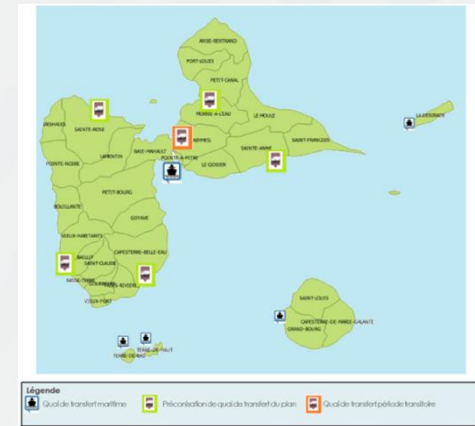 ANSE-BERTRAND
PORT-LOUIS
PETIT-CANAL
MORNE-A-L'EAU
LE MOULE
LA DESIRADE
SAINTE-ROSE
DESHAIES
ABYMES
SAINT-FRANCOIS
SAINTE-ANNE
LAMENTIN
BAIE-MAHAULT
POINTE-A-PITRE
LE GOSIER
POINTE-NOIRE
PETIT-BOURG
BOUILLANTE
GOYAVE
VIEUX-HABITANTS
CAPESTERRE-BELLE-EAU
BAILLIF
SAINT-CLAUDE
VIEUX-FORT
SAINT-LOUIS
CAPESTERRE-DE-MARIE-GALANTE
GRAND-BOURG
TERRE-DE-HAUT
TERRE-DE-BAS
Légende
Quai de transfert maritime
Préconisation de quai de transfert du plan
Quai de transfert période transitoire